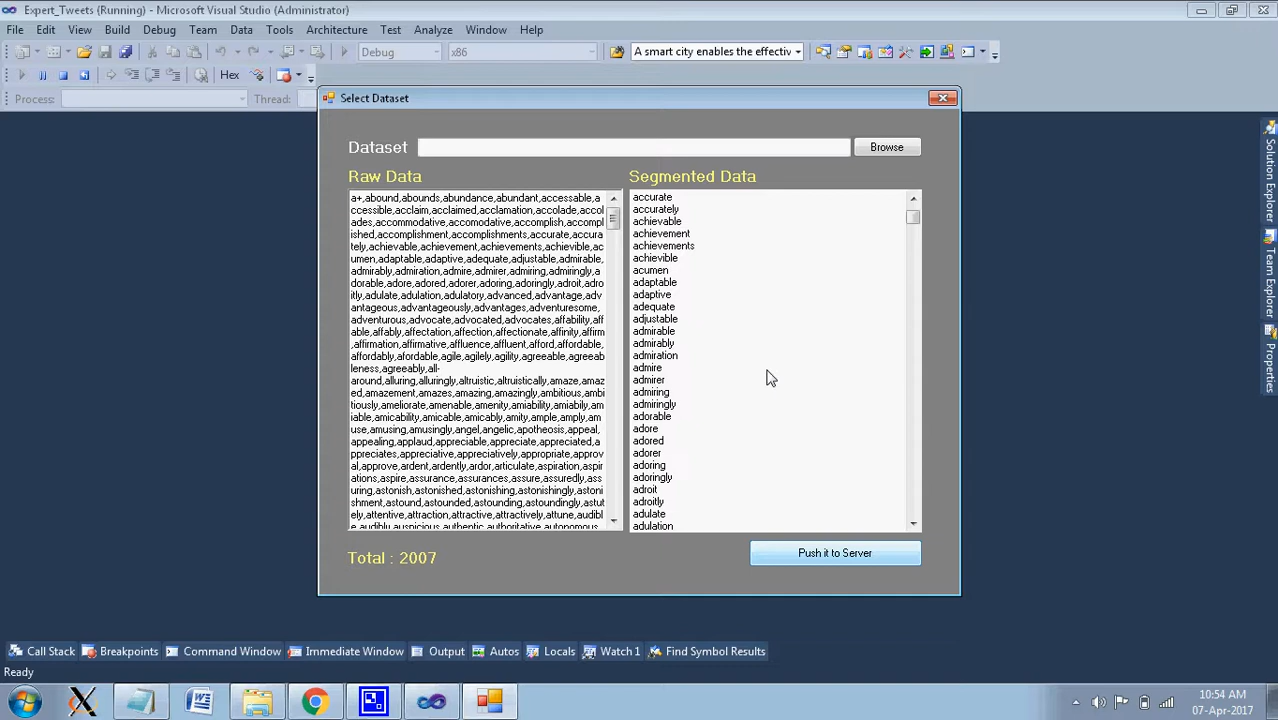 Expert_Tweets (Running) - Microsoft Visual Studio (Administrator)
File Edit View Build Debug Team Data Tools Architecture Test Analyze Window Help
Debug x86 A smart city enables the effectiv
Hex
Process: Thread:
Select Dataset
Dataset Browse
Raw Data Segmented Data
a+,abound,abounds,abundance,abundant,accessable,a
ccessible,acclaim,acclaimed,acclamation,accolade,accol
ades,accommodative,accomodative,accomplish,accompl
ished,accomplishment,accomplishments,accurate,accura
tely,achievable,achievement,achievements,achievible,ac
umen,adaptable,adaptive,adequate,adjustable,admirable,
admirably,admiration,admire,admirer,admiring,admiringly,a
dorable,adore,adored,adorer,adoring,adoringly,adroit,adro
itly,adulate,adulation,adulatory,advanced,advantage,adv
antageous,advantageously,advantages,adventuresome,
adventurous,advocate,advocated,advocates,affability,aff
able,affably,affectation,affection,affectionate,affinity,affirm
,affirmation,affirmative,affluence,affluent,afford,affordable,
affordably,afordable,agile,agilely,agility,agreeable,agreeab
leness,agreeably,all-
around,alluring,alluringly,altruistic,altruistically,amaze,amaz
ed,amazement,amazes,amazing,amazingly,ambitious,ambi
tiously,ameliorate,amenable,amenity,amiability,amiabily,am
iable,amicability,amicable,amicably,amity,ample,amply,am
use,amusing,amusingly,angel,angelic,apotheosis,appeal,
appealing,applaud,appreciable,appreciate,appreciated,a
ppreciates,appreciative,appreciatively,appropriate,approv
al,approve,ardent,ardently,ardor,articulate,aspiration,aspir
ations,aspire,assurance,assurances,assure,assuredly,ass
uring,astonish,astonished,astonishing,astonishingly,astoni
shment,astound,astounded,astounding,astoundingly,astut
ely,attentive,attraction,attractive,attractively,attune,audibl
e,audibly,auspicious,authentic,authoritative,autonomous
accurate
accurately
achievable
achievement
achievements
achievible
acumen
adaptable
adaptive
adequate
adjustable
admirable
admirably
admiration
admire
admirer
admiring
admiringly
adorable
adore
adored
adorer
adoring
adoringly
adroit
adroitly
adulate
adulation
Total : 2007 Push it to Server
Solution Explorer
Team Explorer
Properties
Call Stack Breakpoints Command Window Immediate Window Output Autos Locals Watch 1 Find Symbol Results
Ready
10:54 AM
07-Apr-2017